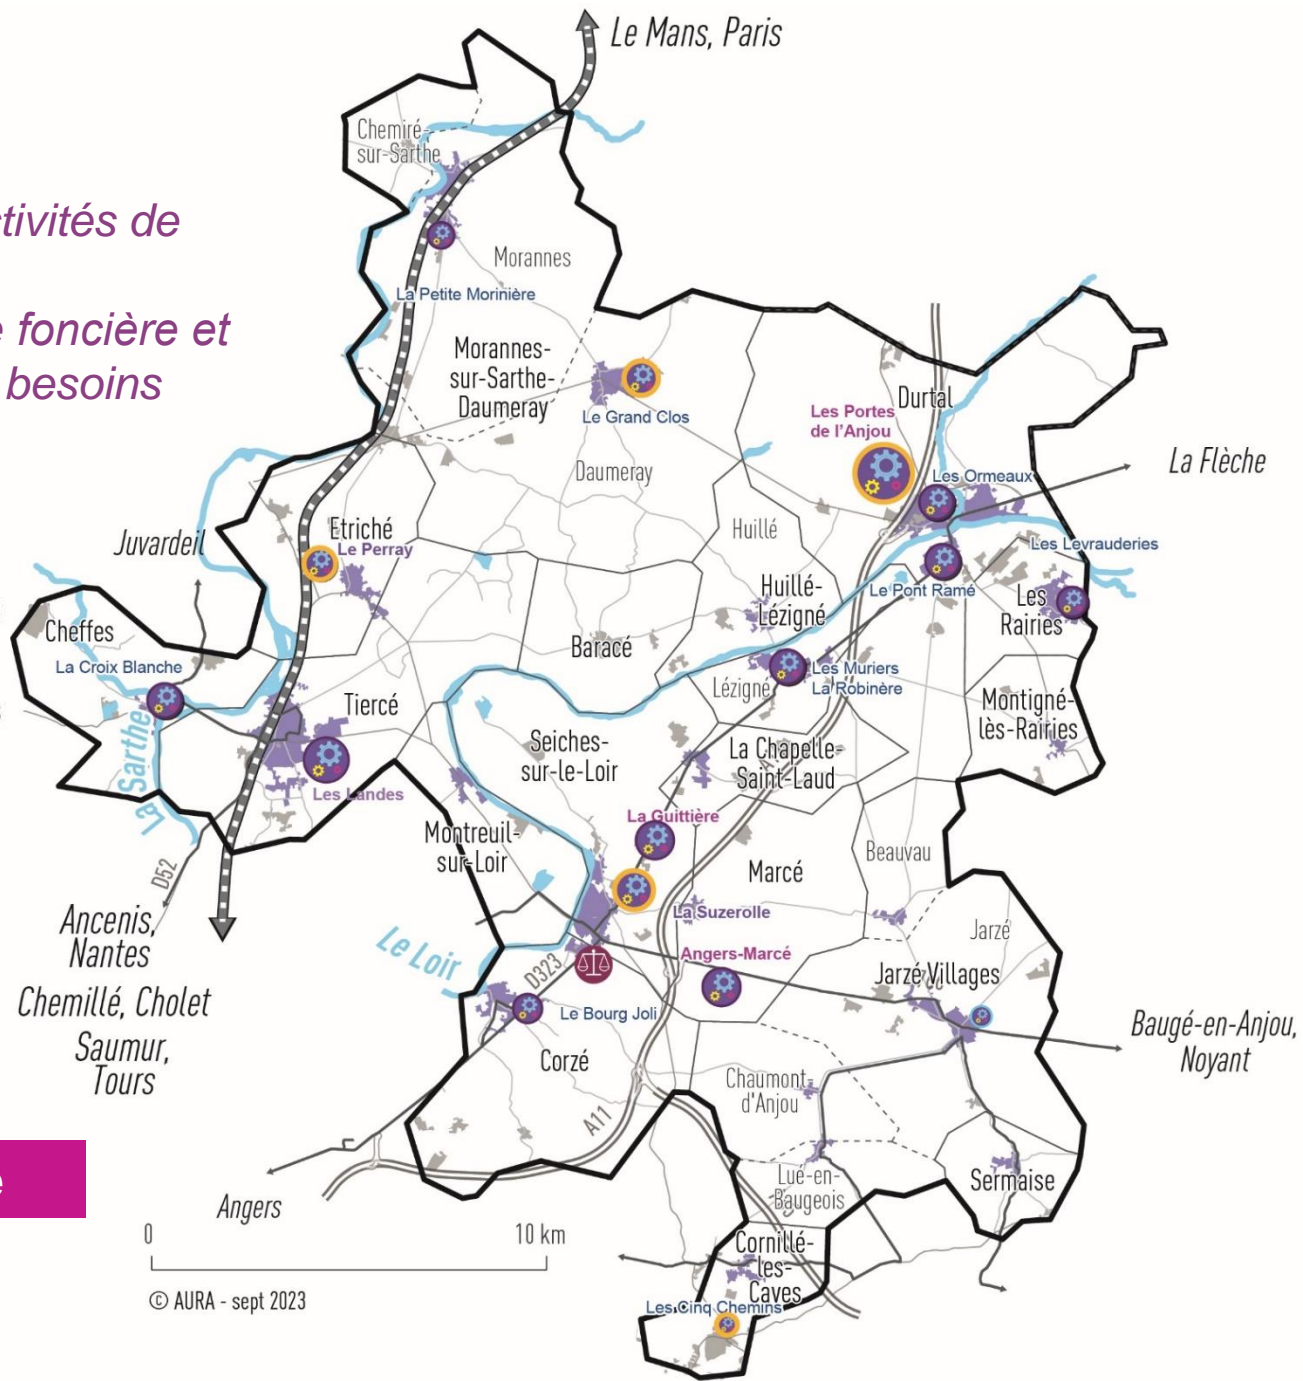 Le Mans, Paris
Chemiré-
sur-Sarthe
ctivités de
Morannes
La Petite Morinière
e foncière et
besoins
Morannes-
sur-Sarthe-
Daumeray
Le Grand Clos
Durtal
Les Portes
de l'Anjou
La Flèche
Daumeray
Les Ormeaux
Huillé
Etriché
Juvardeil
Le Perray
Les Levrauderies
Le Pont Ramé
Huillé-
Lézigné
Les
Rairies
Cheffes
Baracé
La Croix Blanche
Les Muriers
La Robinère
Lézigné
Tiercé
Montigné-
lès-Rairies
La Sarthe
Seiches-
sur-le-Loir
La Chapelle-
Saint-Laud
Les Landes
La Guittière
Montreuil-
sur-Loir
Beauvau
Marcé
D52
Ancenis,
Nantes
La Suzerolle
Jarzé
Le Loir
D323
Angers-Marcé
Jarzé Villages
Chemillé, Cholet
Le Bourg Joli
Baugé-en-Anjou,
Noyant
Saumur,
Tours
Corzé
Chaumont-
d'Anjou
A11
e
Lué-en-
Baugeois
Sermaise
Angers
0
10 km
Cornillé-
les-
Caves
© AURA - sept 2023
Les Cinq Chemins